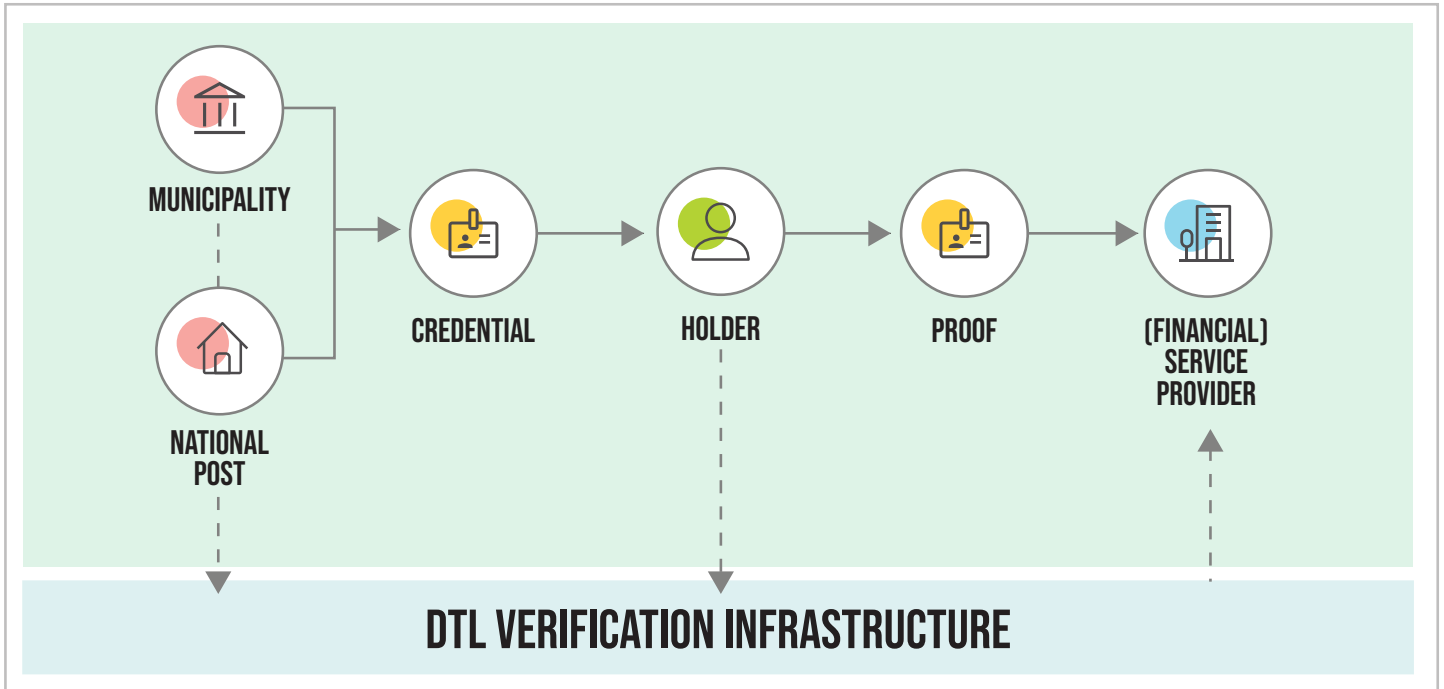 MUNICIPALITY
NATIONAL
POST
CREDENTIAL
HOLDER
PROOF
(FINANCIAL)
SERVICE
PROVIDER
DTL VERIFICATION INFRASTRUCTURE